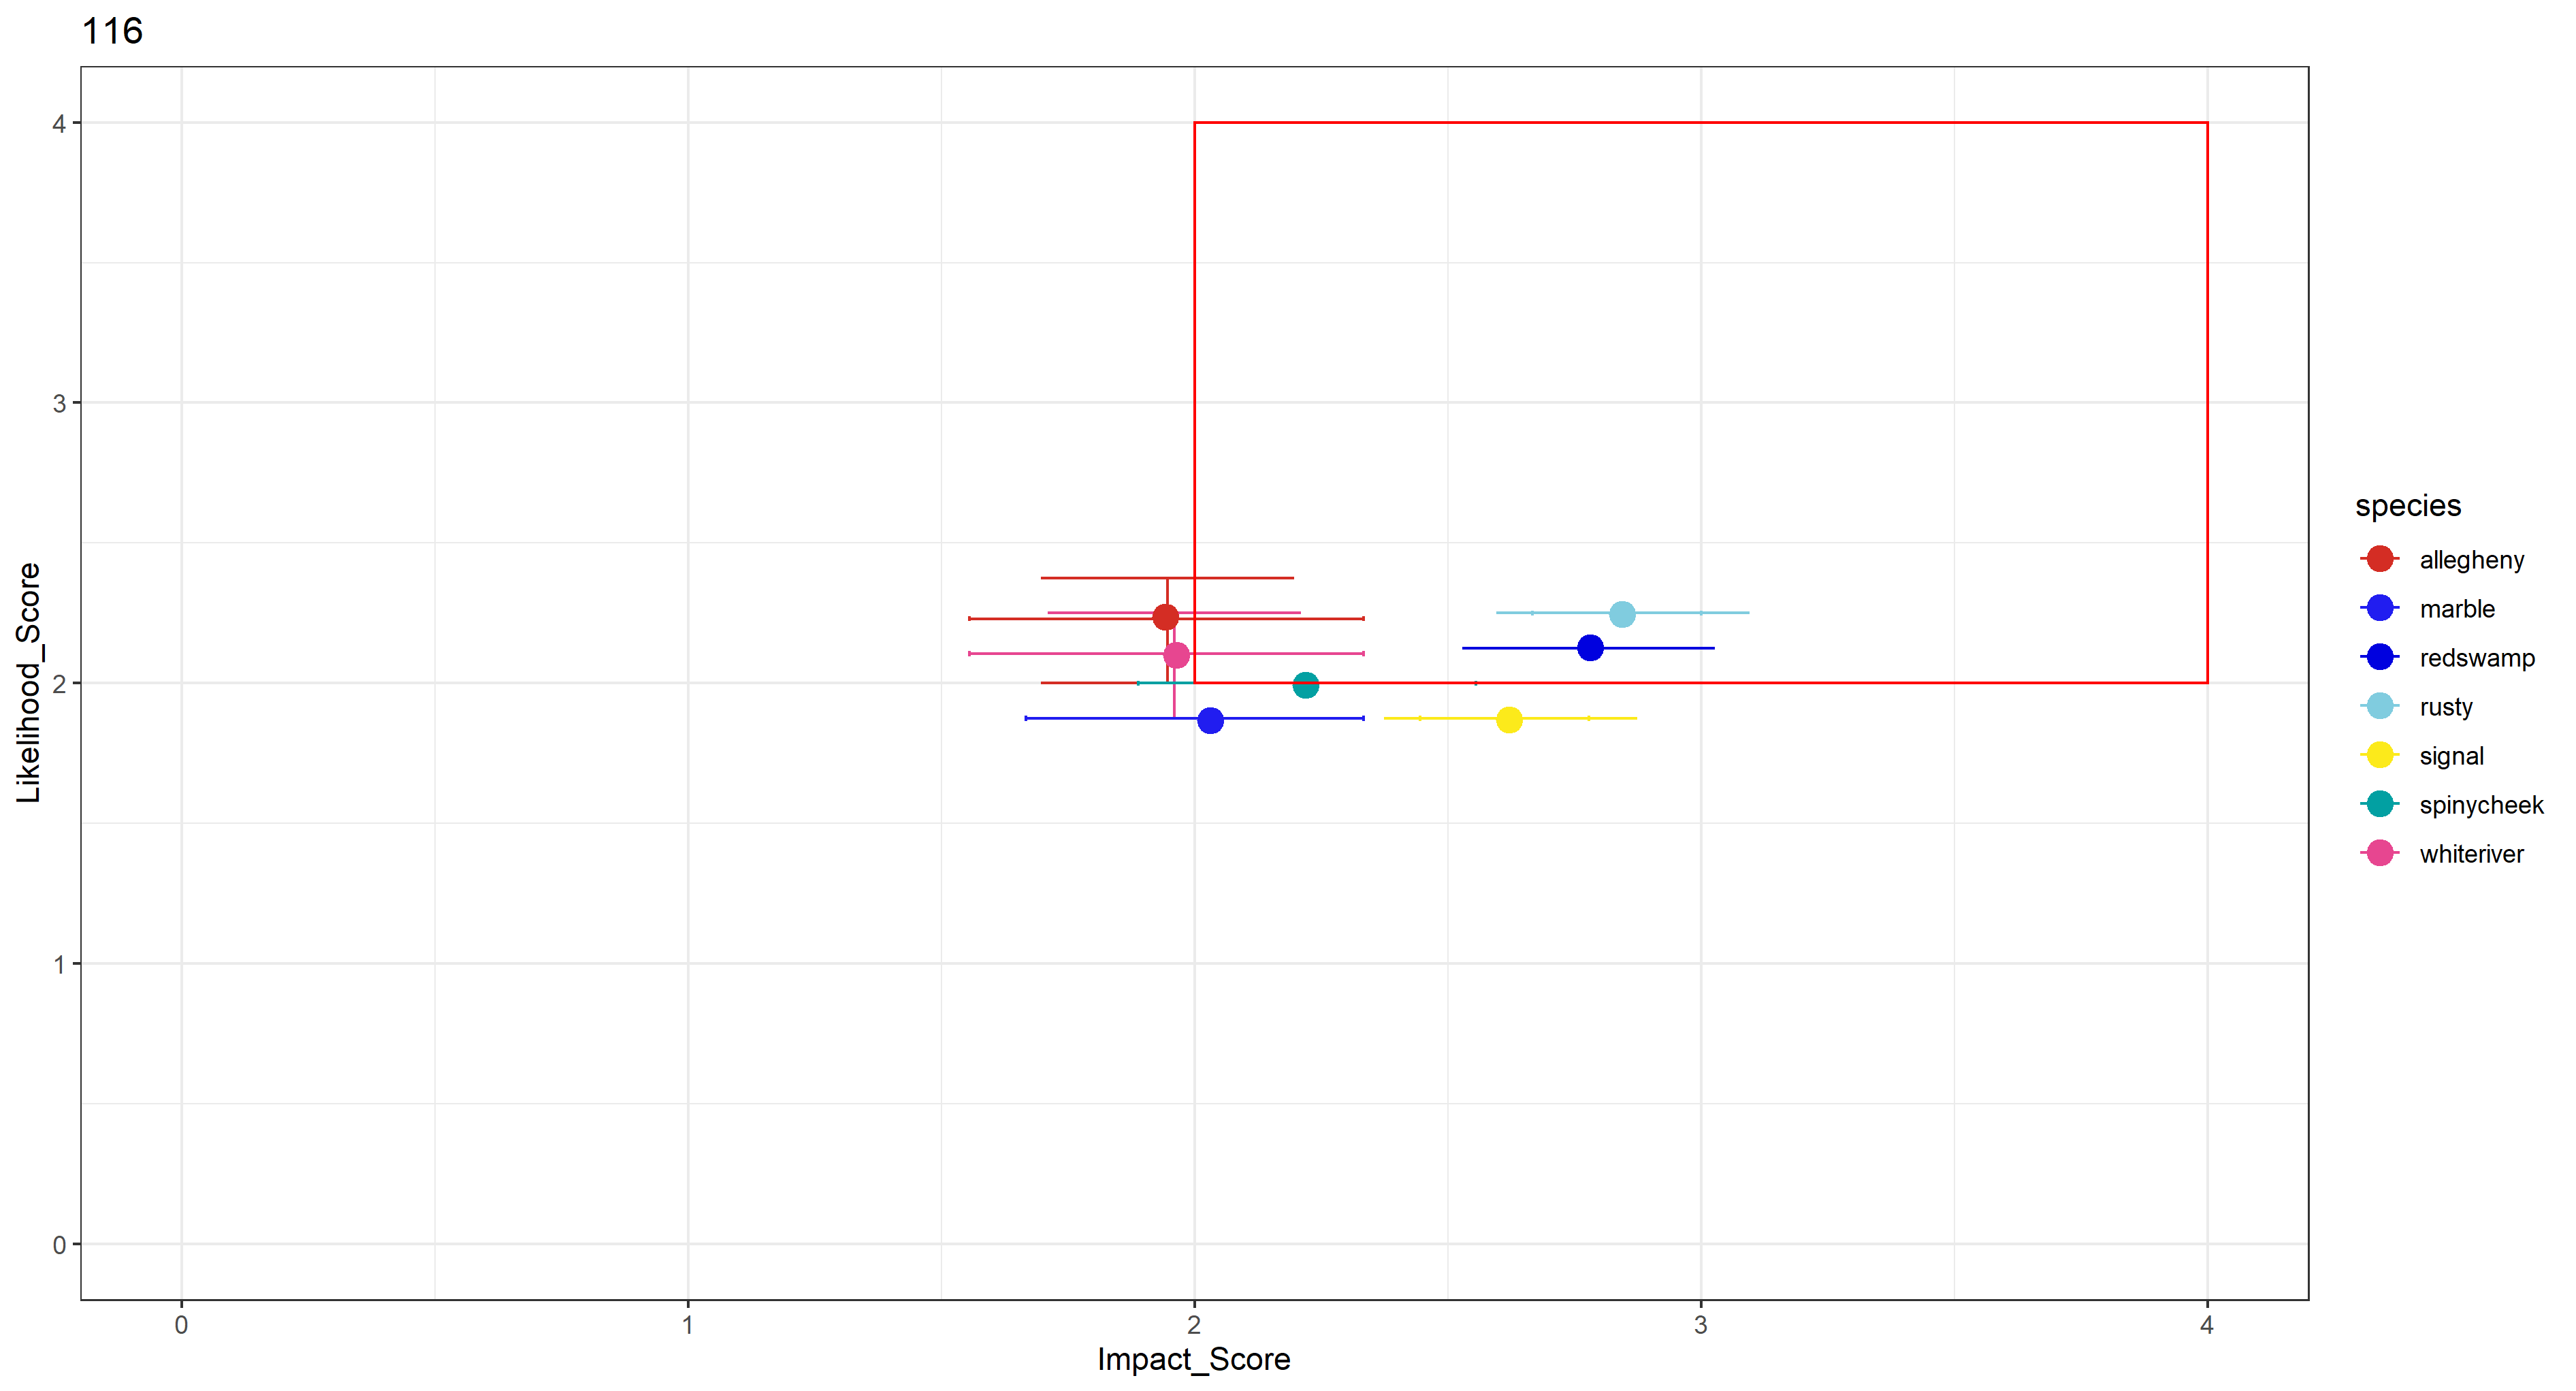 116
Likelihood_Score
4
3
2
1
0
0 1 2 3 4
Impact_Score
species
allegheny
marble
redswamp
rusty
signal
spinycheek
whiteriver